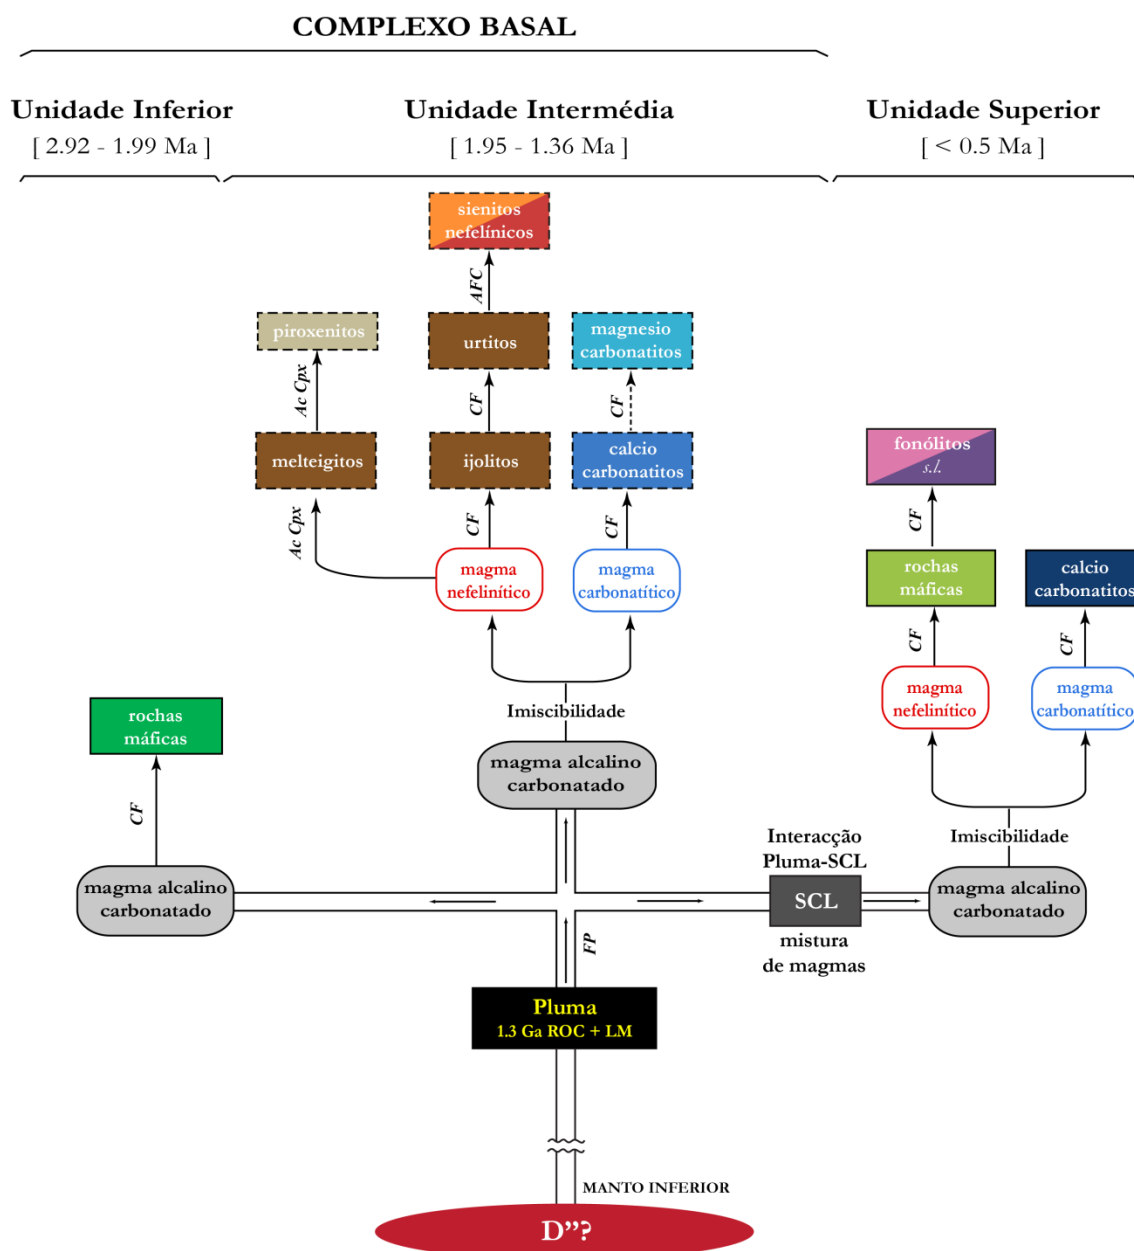 COMPLEXO BASAL
Unidade Inferior
[ 2.92 - 1.99 Ma ]
Unidade Intermédia
[ 1.95 - 1.36 Ma ]
Unidade Superior
[ < 0.5 Ma ]
sienitos
nefelínicos
AFC
piroxenitos
urtitos
magnesio
carbonatitos
Ac Cpx
CF
CF
melteigitos
ijolitos
calcio
carbonatitos
fonólitos
s.l.
Ac Cpx
CF
CF
CF
magma
nefelinítico
magma
carbonatítico
rochas
máficas
calcio
carbonatitos
CF
CF
magma
nefelinítico
magma
carbonatítico
Imiscibilidade
rochas
máficas
magma alcalino
carbonatado
CF
Imiscibilidade
Interacção
Pluma-SCL
magma alcalino
carbonatado
SCL
magma alcalino
carbonatado
mistura
de magmas
FP
Pluma
1.3 Ga ROC + LM
MANTO INFERIOR
D”?